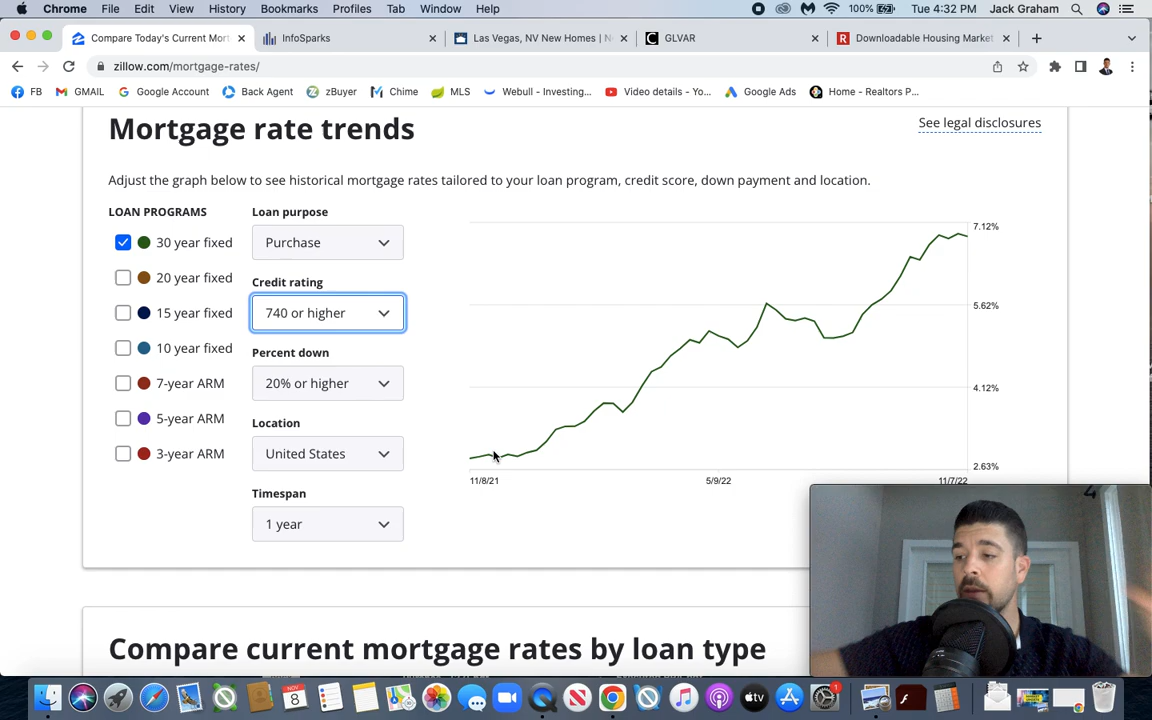 Chrome File Edit View History Bookmarks Profiles Tab Window Help 100% Tue 4:32 PM Jack Graham
Compare Today's Current Mort InfoSparks Las Vegas, NV New Homes | N GLVAR Downloadable Housing Market
zillow.com/mortgage-rates/
FB GMAIL Google Account Back Agent zBuyer Chime MLS Webull - Investing... Video details - Yo... Google Ads Home - Realtors P...
Mortgage rate trends
See legal disclosures
Adjust the graph below to see historical mortgage rates tailored to your loan program, credit score, down payment and location.
LOAN PROGRAMS
30 year fixed
20 year fixed
15 year fixed
10 year fixed
7-year ARM
5-year ARM
3-year ARM
Loan purpose
Purchase
Credit rating
740 or higher
Percent down
20% or higher
Location
United States
Timespan
1 year
7.12%
5.62%
4.12%
2.63%
11/8/21 5/9/22 11/7/22
Compare current mortgage rates by loan type
NOV
8
tv
1